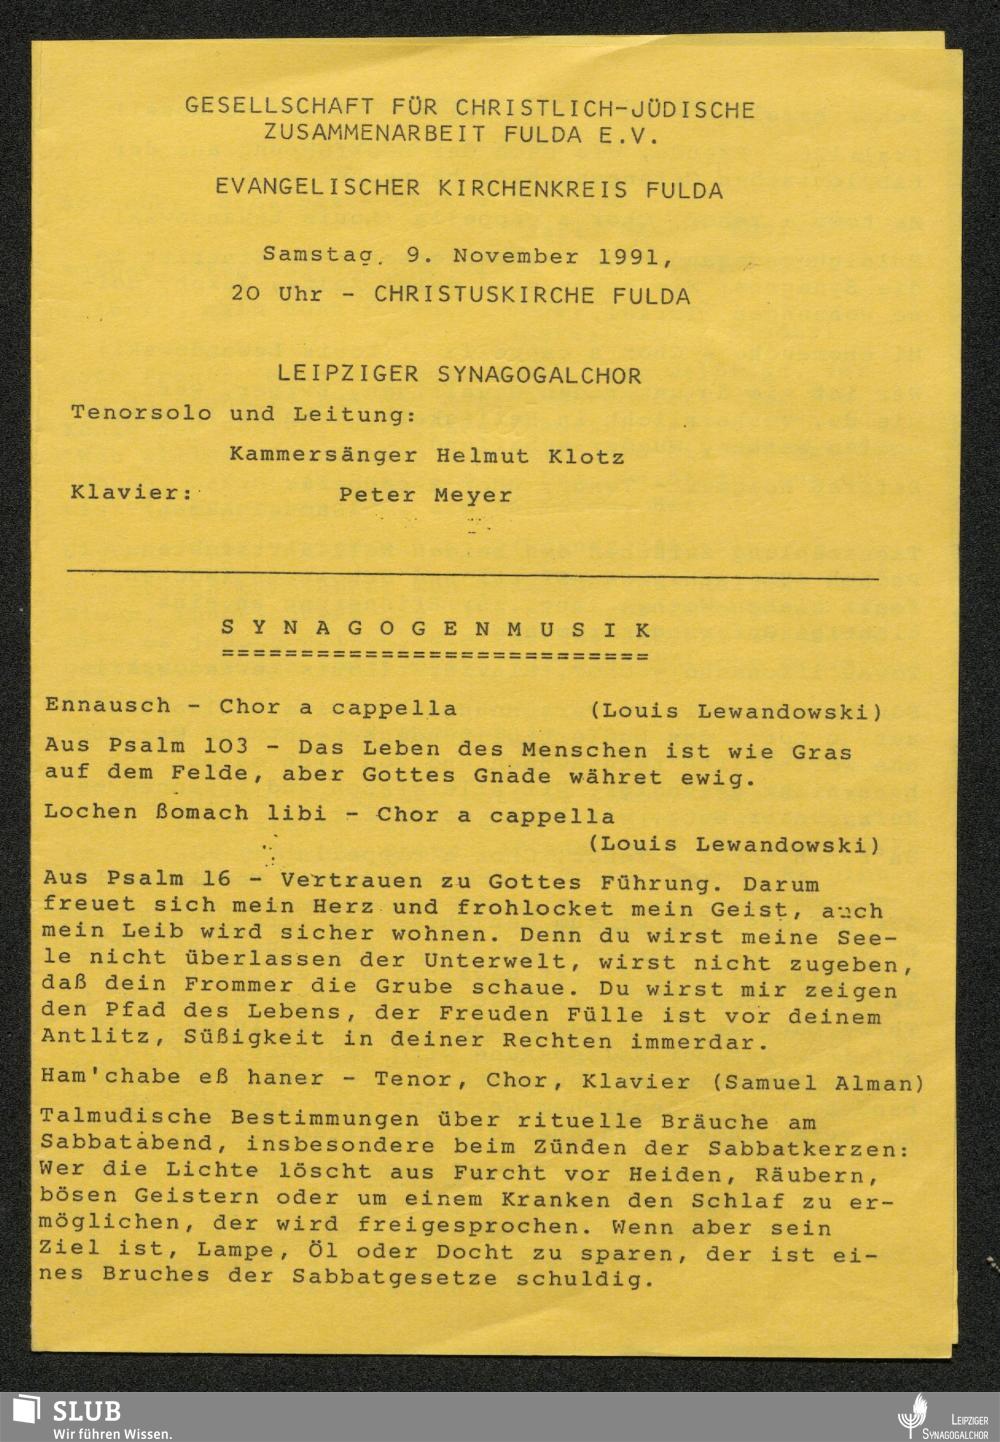 GESELLSCHAFT FÜR CHRISTLICH-JÜDISCHE
ZUSAMMENARBEIT FULDA E.V.
EVANGELISCHER KIRCHENKREIS FULDA
Samstag, 9. November 1991,
20 Uhr - CHRISTUSKIRCHE FULDA
LEIPZIGER SYNAGOGALCHOR
Tenorsolo und Leitung:
Kammersänger Helmut Klotz
Klavier: Peter Meyer
S Y N A G O G E N M U S I K
===========================
Ennausch - Chor a cappella (Louis Lewandowski)
Aus Psalm 103 - Das Leben des Menschen ist wie Gras
auf dem Felde, aber Gottes Gnade währet ewig.
Lochen ßomach libi - Chor a cappella
(Louis Lewandowski)
Aus Psalm 16 - Vertrauen zu Gottes Führung. Darum
freuet sich mein Herz und frohlocket mein Geist, auch
mein Leib wird sicher wohnen. Denn du wirst meine See-
le nicht überlassen der Unterwelt, wirst nicht zugeben,
daß dein Frommer die Grube schaue. Du wirst mir zeigen
den Pfad des Lebens, der Freuden Fülle ist vor deinem
Antlitz, Süßigkeit in deiner Rechten immerdar.
Ham'chabe eß haner - Tenor, Chor, Klavier (Samuel Alman)
Talmudische Bestimmungen über rituelle Bräuche am
Sabbatabend, insbesondere beim Zünden der Sabbatkerzen:
Wer die Lichte löscht aus Furcht vor Heiden, Räubern,
bösen Geistern oder um einem Kranken den Schlaf zu er-
möglichen, der wird freigesprochen. Wenn aber sein
Ziel ist, Lampe, Öl oder Docht zu sparen, der ist ei-
nes Bruches der Sabbatgesetze schuldig.
SLUB
Wir führen Wissen.
LEIPZIGER
SYNAGOGALCHOR